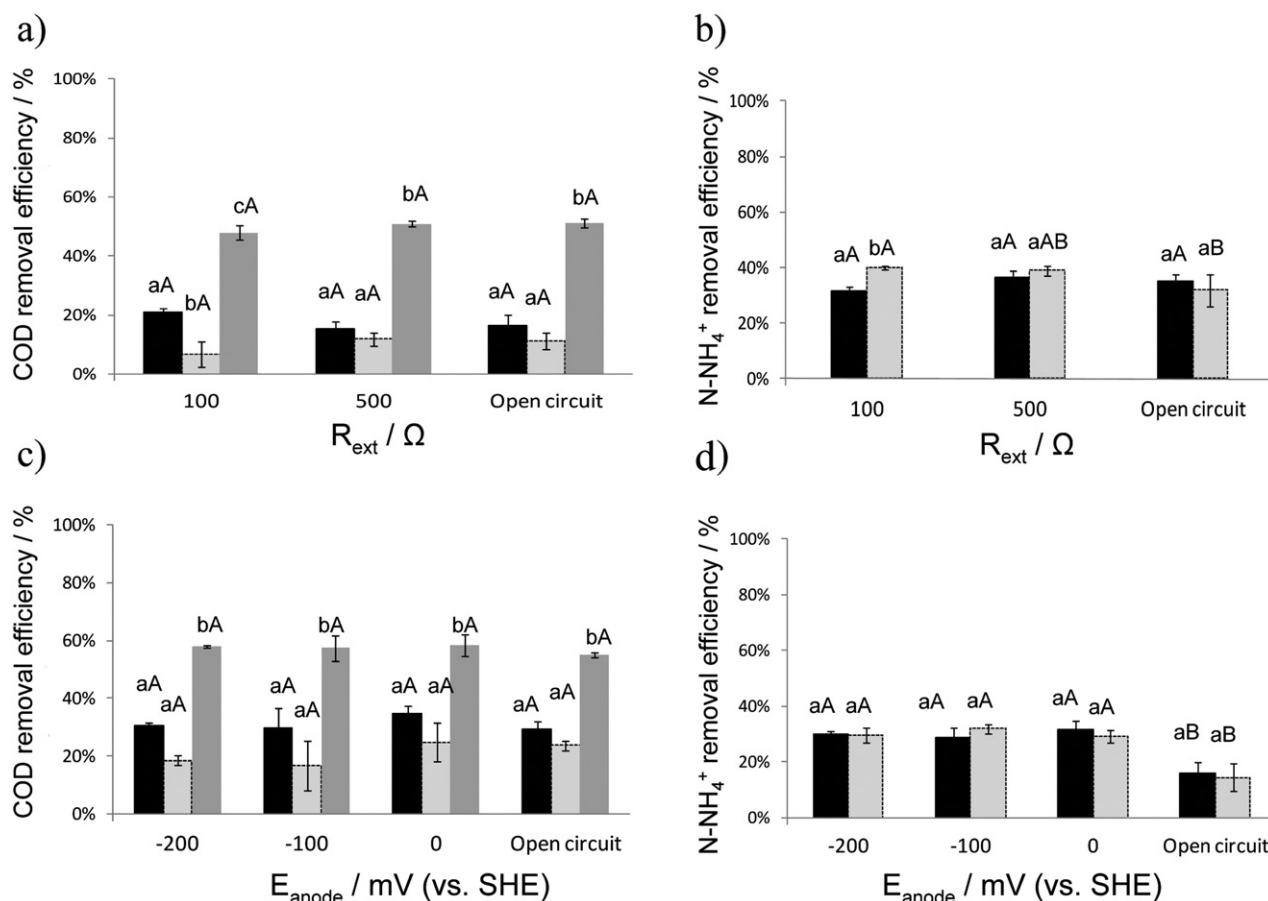 a)
COD removal efficiency / %
100%
80%
60%
40%
20%
0%
aA
bA
cA
aA
aA
bA
aA
aA
bA
100
500
Open circuit
R_ext / Ω
b)
N-NH₄⁺ removal efficiency / %
100%
80%
60%
40%
20%
0%
aA
bA
aA
aAB
aA
aB
100
500
Open circuit
R_ext / Ω
c)
COD removal efficiency / %
100%
80%
60%
40%
20%
0%
aA
aA
bA
aA
aA
bA
aA
aA
bA
aA
aA
bA
-200
-100
0
Open circuit
E_anode / mV (vs. SHE)
d)
N-NH₄⁺ removal efficiency / %
100%
80%
60%
40%
20%
0%
aA
aA
aA
aA
aA
aA
aB
aB
-200
-100
0
Open circuit
E_anode / mV (vs. SHE)